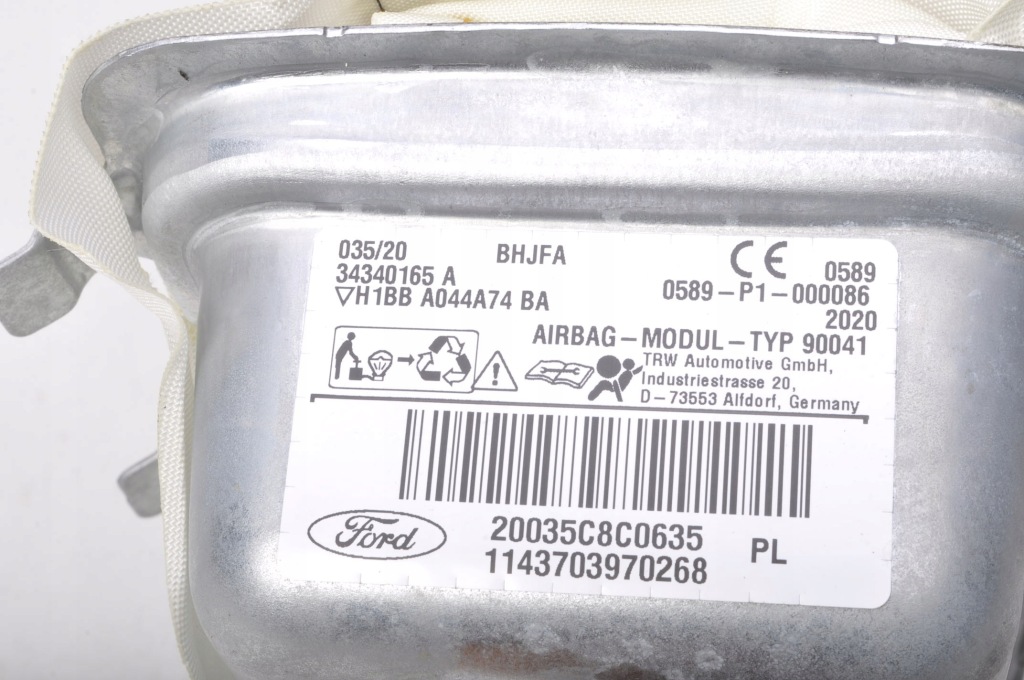 035/20 BHJFA CE 0589
34340165 A 0589-P1-000086
▽H1BB A044A74 BA 2020
AIRBAG-MODUL-TYP 90041
TRW Automotive GmbH,
Industriestrasse 20,
D-73553 Alfdorf, Germany
Ford 20035C8C0635 PL
1143703970268